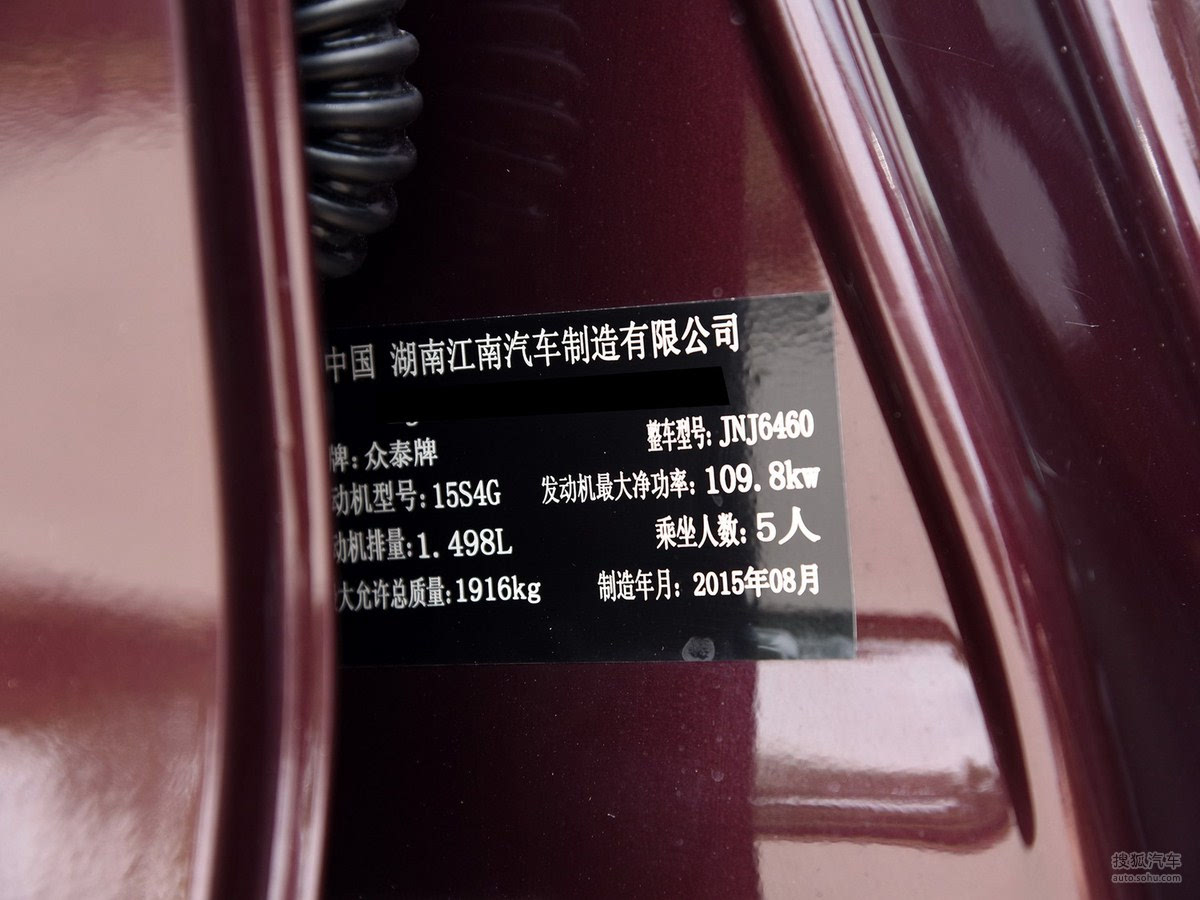 中国 湖南江南汽车制造有限公司
牌:众泰牌 整车型号:JNJ6460
动机型号:15S4G 发动机最大净功率:109.8kw
动机排量:1.498L 乘坐人数:5人
大允许总质量:1916kg 制造年月:2015年08月
搜狐汽车
auto.sohu.com